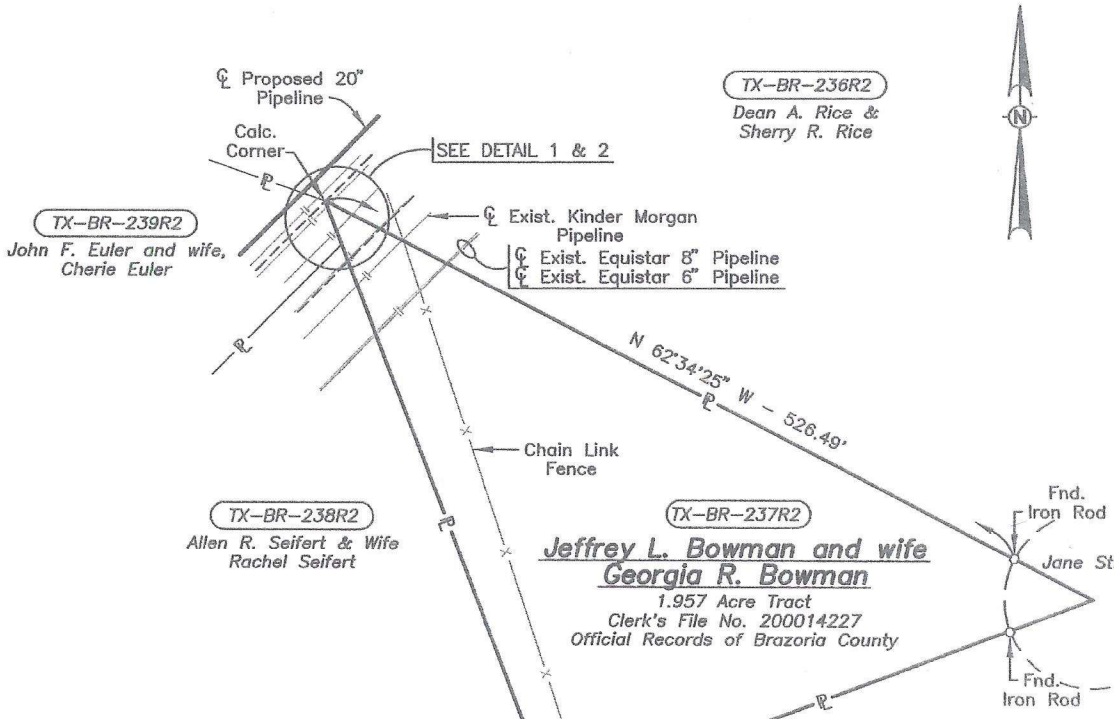 ℄ Proposed 20"
Pipeline
Calc.
Corner
SEE DETAIL 1 & 2
TX-BR-236R2
Dean A. Rice &
Sherry R. Rice
N
℄
TX-BR-239R2
John F. Euler and wife,
Cherie Euler
℄ Exist. Kinder Morgan
Pipeline
℄ Exist. Equistar 8" Pipeline
℄ Exist. Equistar 6" Pipeline
N 62°34'25" W - 526.49'
Chain Link
Fence
TX-BR-238R2
Allen R. Seifert & Wife
Rachel Seifert
TX-BR-237R2
Jeffrey L. Bowman and wife
Georgia R. Bowman
1.957 Acre Tract
Clerk's File No. 200014227
Official Records of Brazoria County
Fnd.
Iron Rod
Jane St
Fnd.
Iron Rod